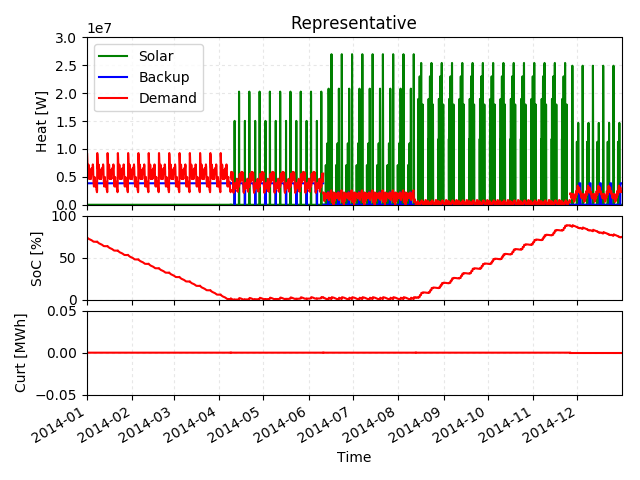 Representative
1e7
3.0
2.5
2.0
1.5
1.0
0.5
0.0
Heat [W]
Solar
Backup
Demand
100
50
0
SoC [%]
0.05
0.00
−0.05
Curt [MWh]
2014-01
2014-02
2014-03
2014-04
2014-05
2014-06
2014-07
2014-08
2014-09
2014-10
2014-11
2014-12
Time